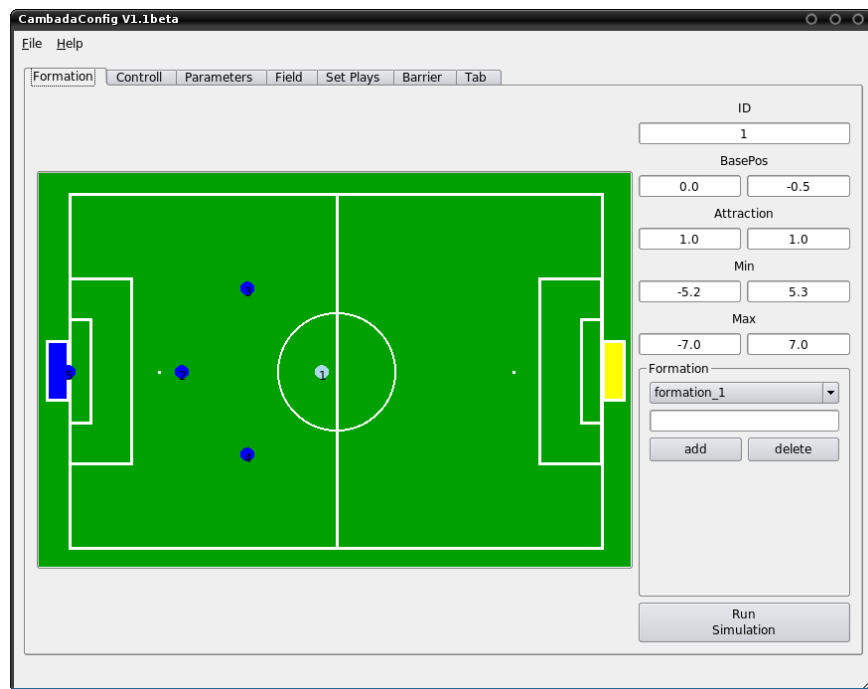 CambadaConfig V1.1beta
File Help
Formation Controll Parameters Field Set Plays Barrier Tab
ID
1
BasePos
0.0 -0.5
Attraction
1.0 1.0
Min
-5.2 5.3
Max
-7.0 7.0
Formation
formation_1
add delete
Run
Simulation
2
1